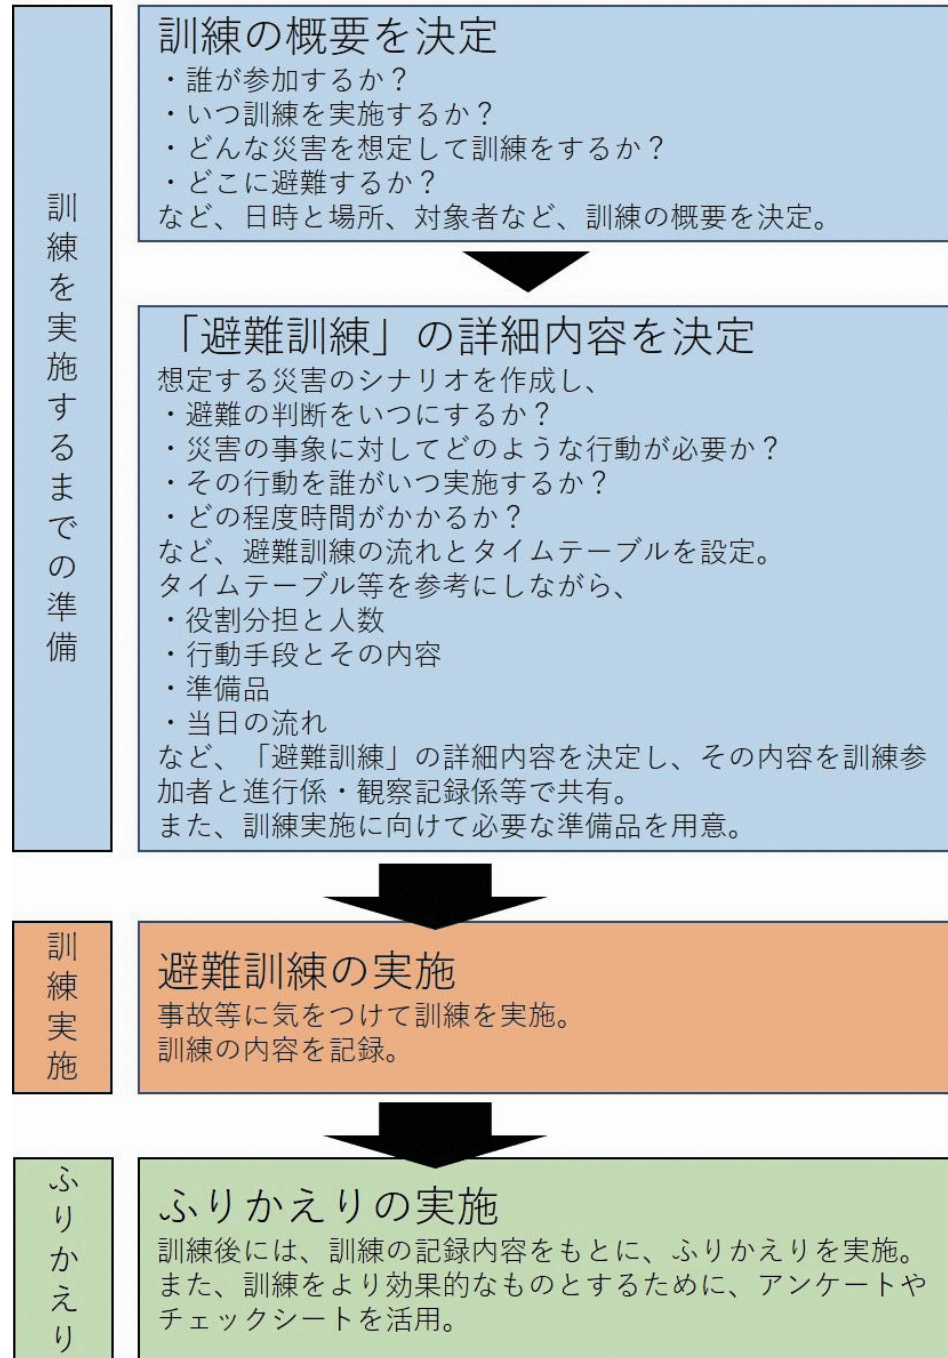 訓練を実施するまでの準備
訓練の概要を決定
・誰が参加するか？
・いつ訓練を実施するか？
・どんな災害を想定して訓練をするか？
・どこに避難するか？
など、日時と場所、対象者など、訓練の概要を決定。
「避難訓練」の詳細内容を決定
想定する災害のシナリオを作成し、
・避難の判断をいつにするか？
・災害の事象に対してどのような行動が必要か？
・その行動を誰がいつ実施するか？
・どの程度時間がかかるか？
など、避難訓練の流れとタイムテーブルを設定。
タイムテーブル等を参考にしながら、
・役割分担と人数
・行動手段とその内容
・準備品
・当日の流れ
など、「避難訓練」の詳細内容を決定し、その内容を訓練参
加者と進行係・観察記録係等で共有。
また、訓練実施に向けて必要な準備品を用意。
訓練実施
避難訓練の実施
事故等に気をつけて訓練を実施。
訓練の内容を記録。
ふりかえり
ふりかえりの実施
訓練後には、訓練の記録内容をもとに、ふりかえりを実施。
また、訓練をより効果的なものとするために、アンケートや
チェックシートを活用。